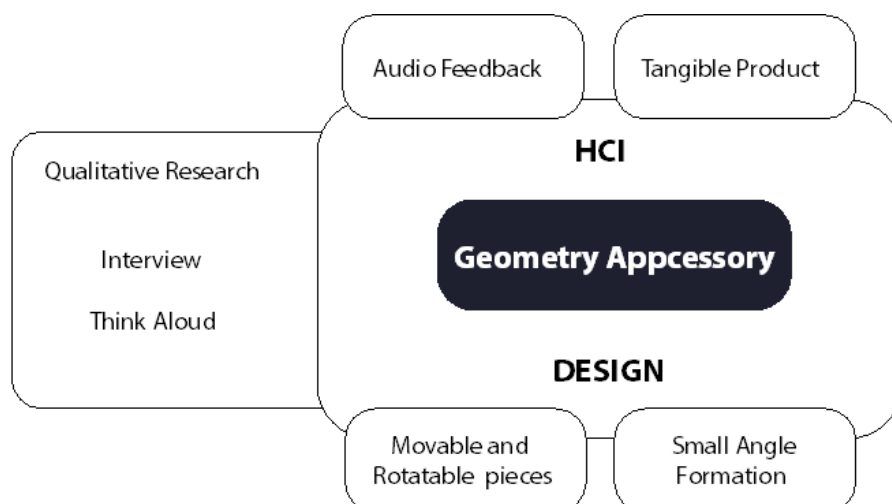 Audio Feedback
Tangible Product
HCI
Qualitative Research
Interview
Think Aloud
Geometry Appcessory
DESIGN
Movable and
Rotatable pieces
Small Angle
Formation